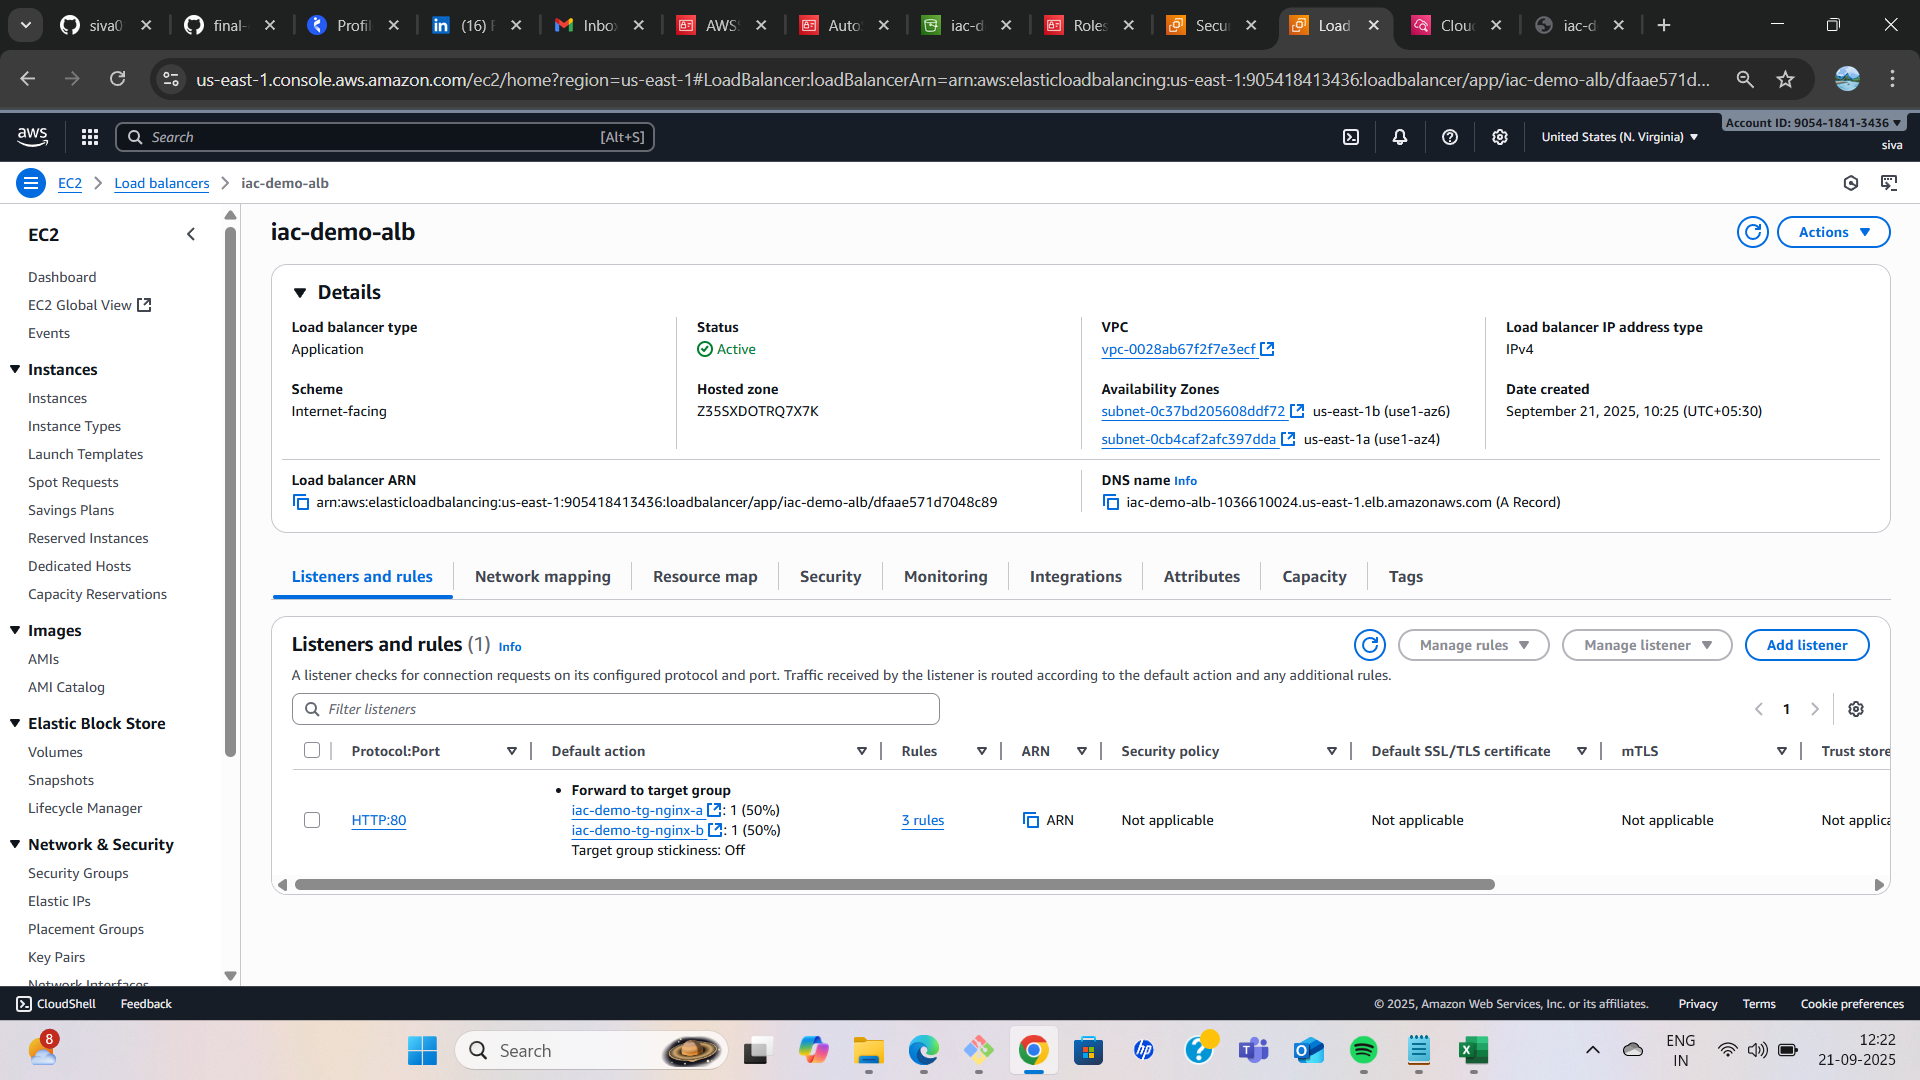 siva0
final-
Profil
(16) F
Inbo
AWS
Auto
iac-d
Roles
Secu
Load
Clou
iac-d
us-east-1.console.aws.amazon.com/ec2/home?region=us-east-1#LoadBalancer:loadBalancerArn=arn:aws:elasticloadbalancing:us-east-1:905418413436:loadbalancer/app/iac-demo-alb/dfaae571d...
aws
Search
[Alt+S]
United States (N. Virginia)
Account ID: 9054-1841-3436
siva
EC2
Load balancers
iac-demo-alb
EC2
Dashboard
EC2 Global View
Events
Instances
Instances
Instance Types
Launch Templates
Spot Requests
Savings Plans
Reserved Instances
Dedicated Hosts
Capacity Reservations
Images
AMIs
AMI Catalog
Elastic Block Store
Volumes
Snapshots
Lifecycle Manager
Network & Security
Security Groups
Elastic IPs
Placement Groups
Key Pairs
Network Interfaces
iac-demo-alb
Actions
Details
Load balancer type
Application
Status
Active
VPC
vpc-0028ab67f2f7e3ecf
Load balancer IP address type
IPv4
Scheme
Internet-facing
Hosted zone
Z35SXDOTRQ7X7K
Availability Zones
subnet-0c37bd205608ddf72 us-east-1b (use1-az6)
subnet-0cb4caf2afc397dda us-east-1a (use1-az4)
Date created
September 21, 2025, 10:25 (UTC+05:30)
Load balancer ARN
arn:aws:elasticloadbalancing:us-east-1:905418413436:loadbalancer/app/iac-demo-alb/dfaae571d7048c89
DNS name Info
iac-demo-alb-1036610024.us-east-1.elb.amazonaws.com (A Record)
Listeners and rules
Network mapping
Resource map
Security
Monitoring
Integrations
Attributes
Capacity
Tags
Listeners and rules (1) Info
Manage rules
Manage listener
Add listener
A listener checks for connection requests on its configured protocol and port. Traffic received by the listener is routed according to the default action and any additional rules.
Filter listeners
1
Protocol:Port
Default action
Rules
ARN
Security policy
Default SSL/TLS certificate
mTLS
Trust store
HTTP:80
• Forward to target group
iac-demo-tg-nginx-a : 1 (50%)
iac-demo-tg-nginx-b : 1 (50%)
Target group stickiness: Off
3 rules
ARN
Not applicable
Not applicable
Not applicable
Not applica
CloudShell
Feedback
© 2025, Amazon Web Services, Inc. or its affiliates.
Privacy
Terms
Cookie preferences
8
Search
ENG
IN
12:22
21-09-2025